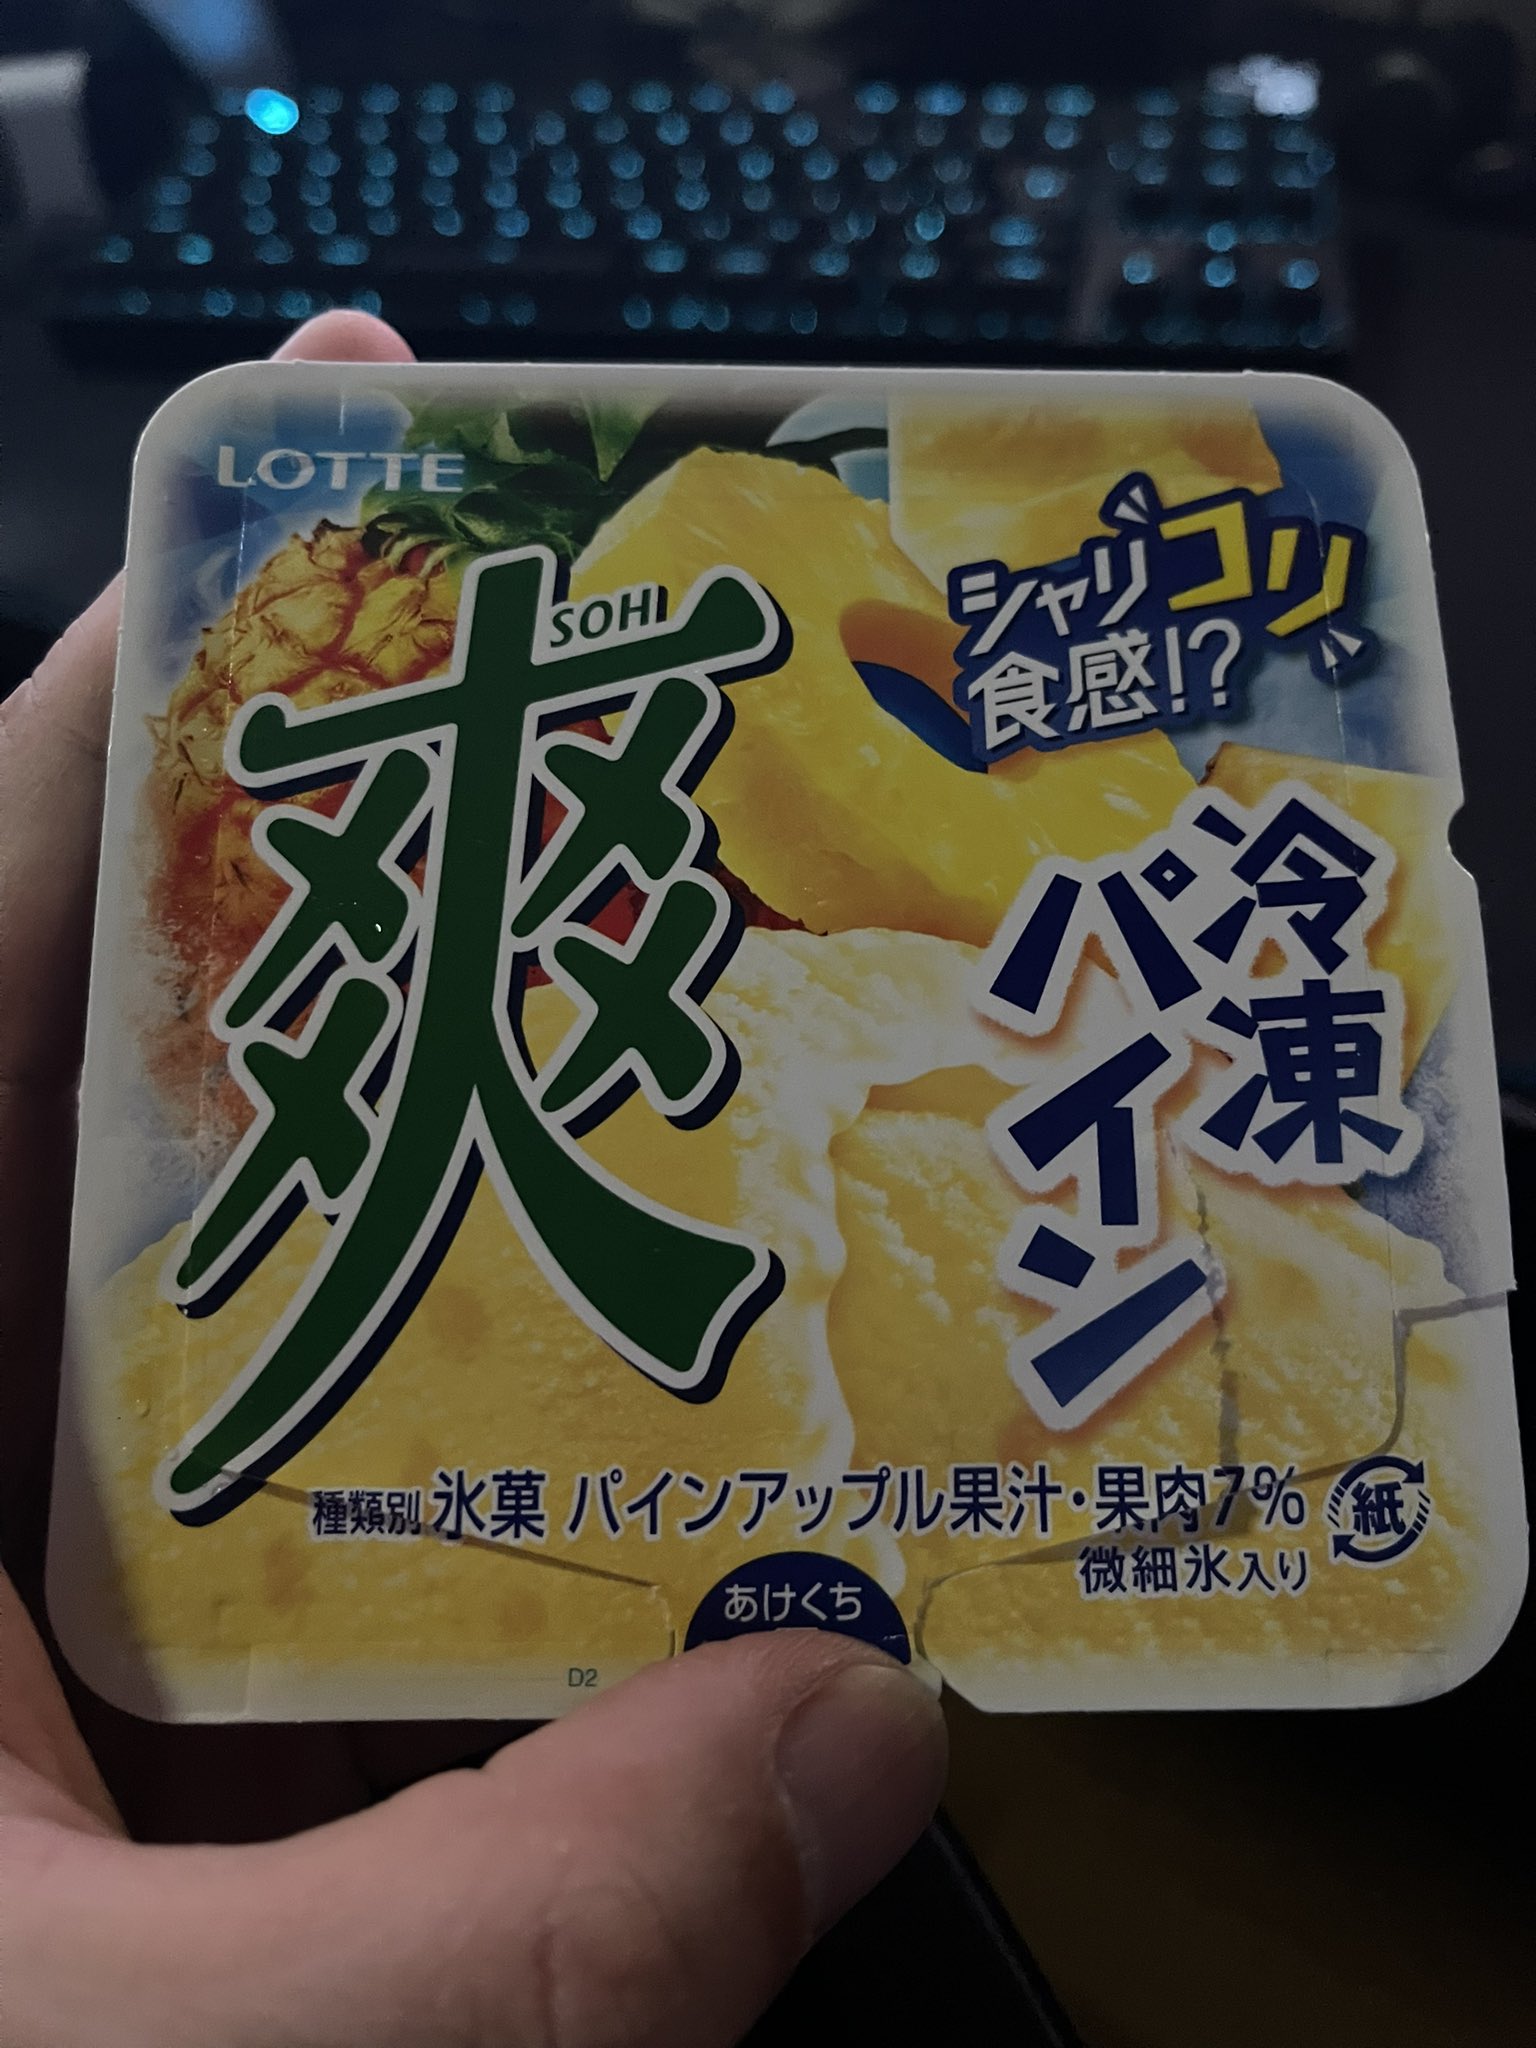 LOTTE
SOHI
爽
シャリコリ
食感!?
冷凍
パイン
種類別 氷菓 パインアップル果汁・果肉7%
微細氷入り
紙
あけくち
D2